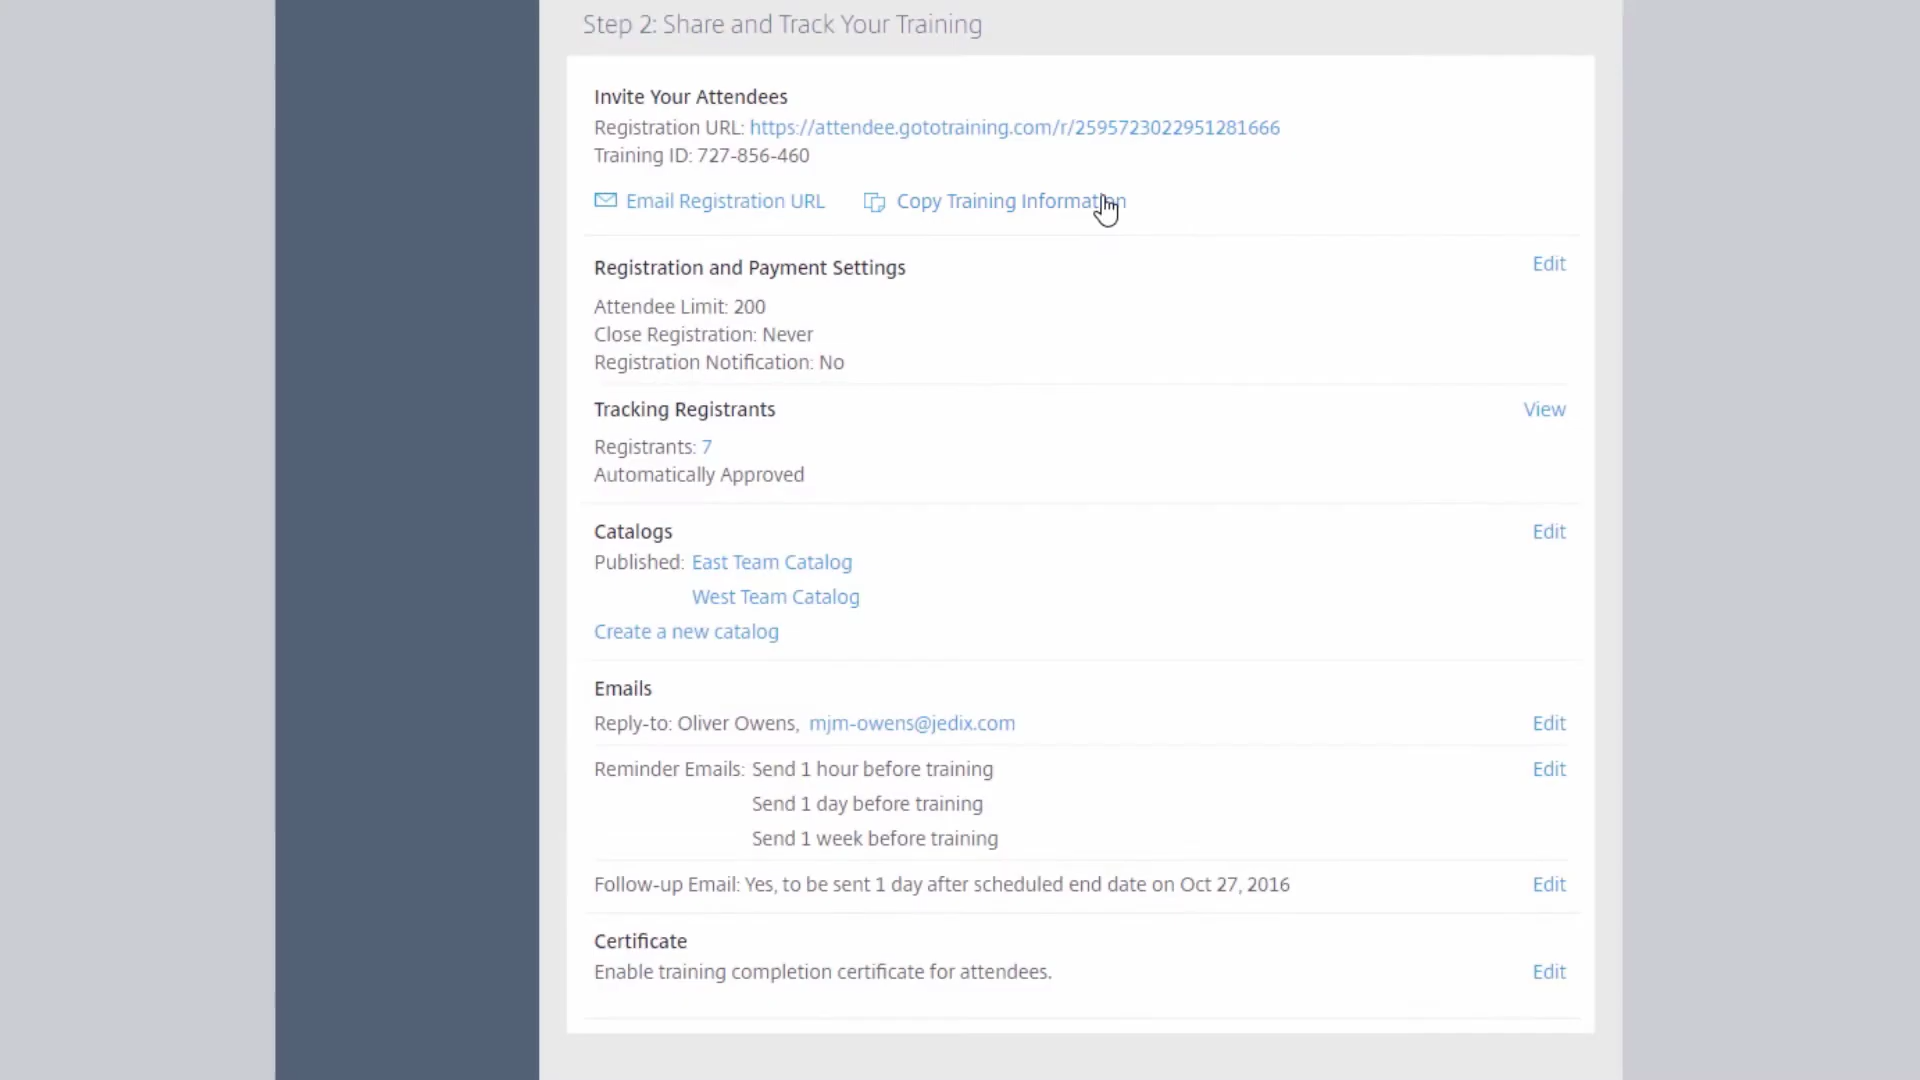 Step 2: Share and Track Your Training
Invite Your Attendees
Registration URL: https://attendee.gototraining.com/r/2595723022951281666
Training ID: 727-856-460
Email Registration URL
Copy Training Information
Registration and Payment Settings
Edit
Attendee Limit: 200
Close Registration: Never
Registration Notification: No
Tracking Registrants
View
Registrants: 7
Automatically Approved
Catalogs
Edit
Published: East Team Catalog
West Team Catalog
Create a new catalog
Emails
Reply-to: Oliver Owens, mjm-owens@jedix.com
Edit
Reminder Emails: Send 1 hour before training
Edit
Send 1 day before training
Send 1 week before training
Follow-up Email: Yes, to be sent 1 day after scheduled end date on Oct 27, 2016
Edit
Certificate
Enable training completion certificate for attendees.
Edit